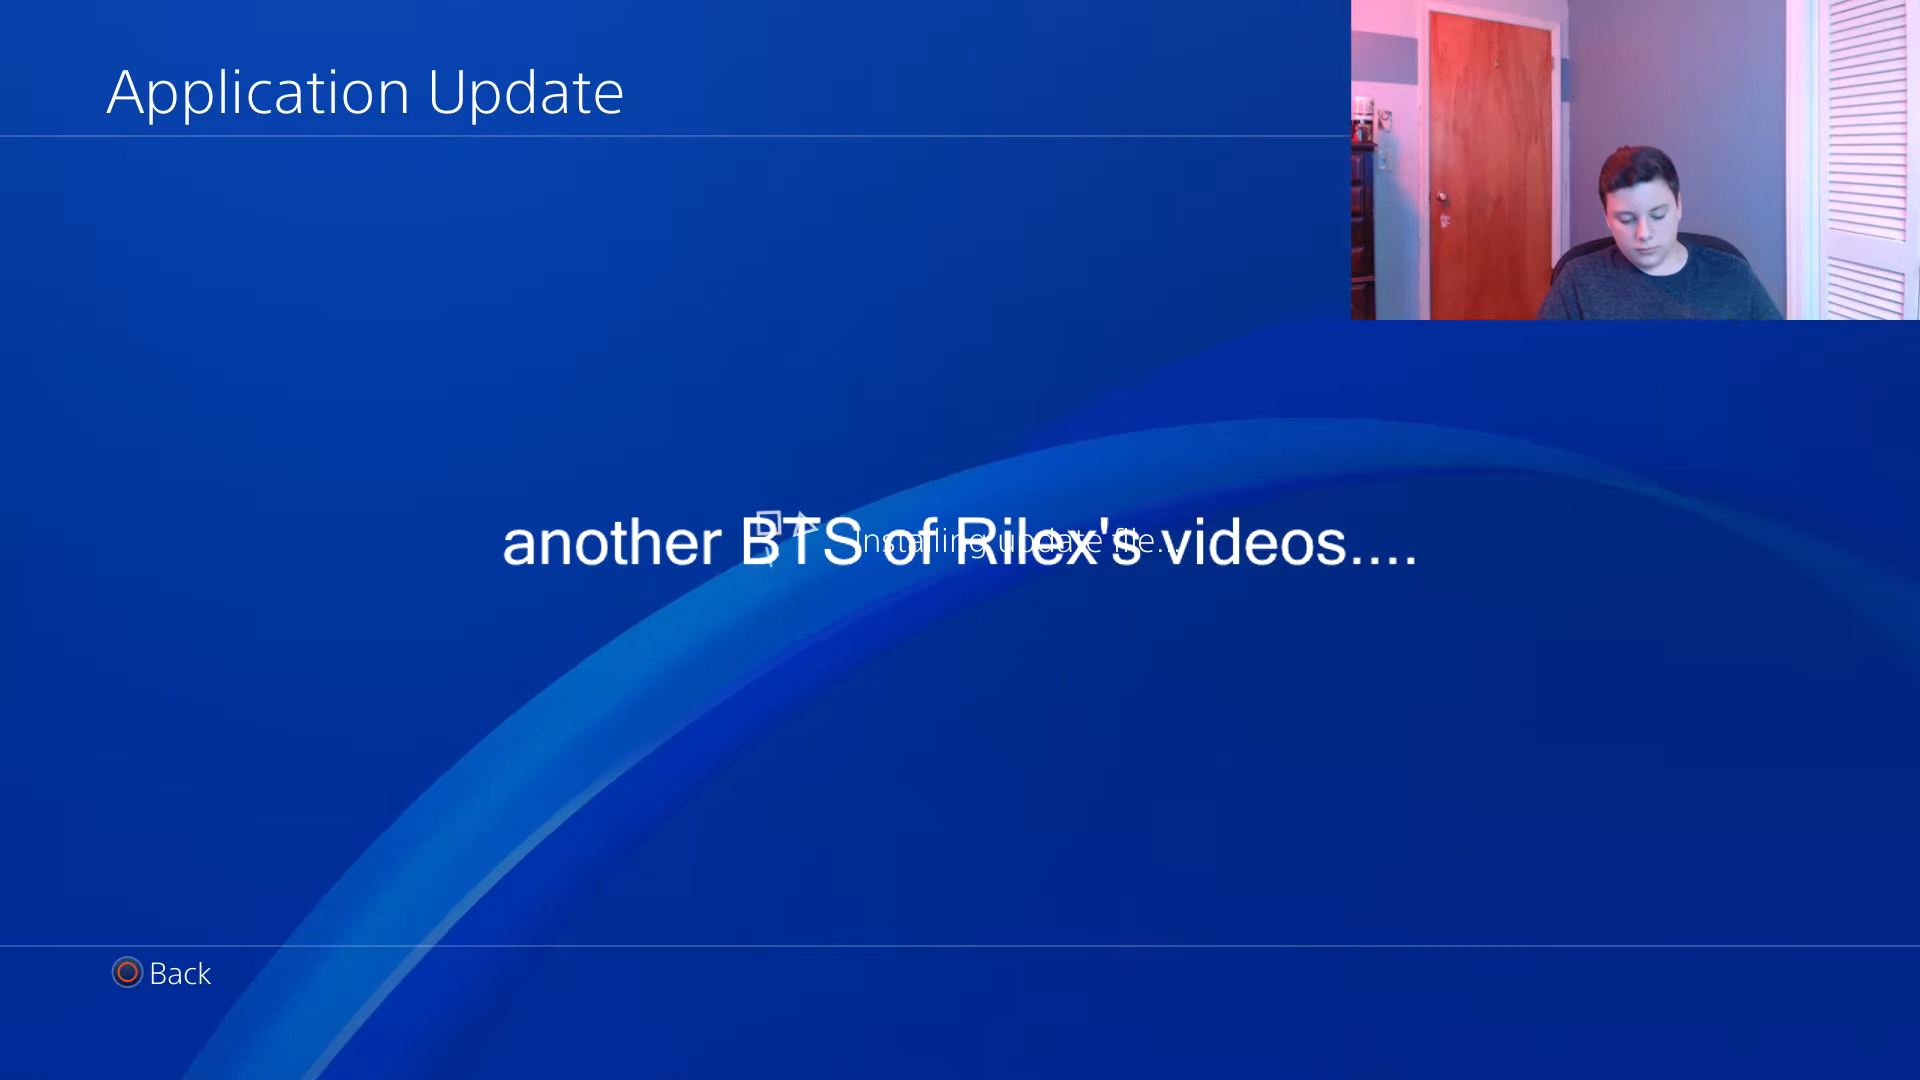 Application Update
another BTS of Rilex's videos....
Installing update file...
Back